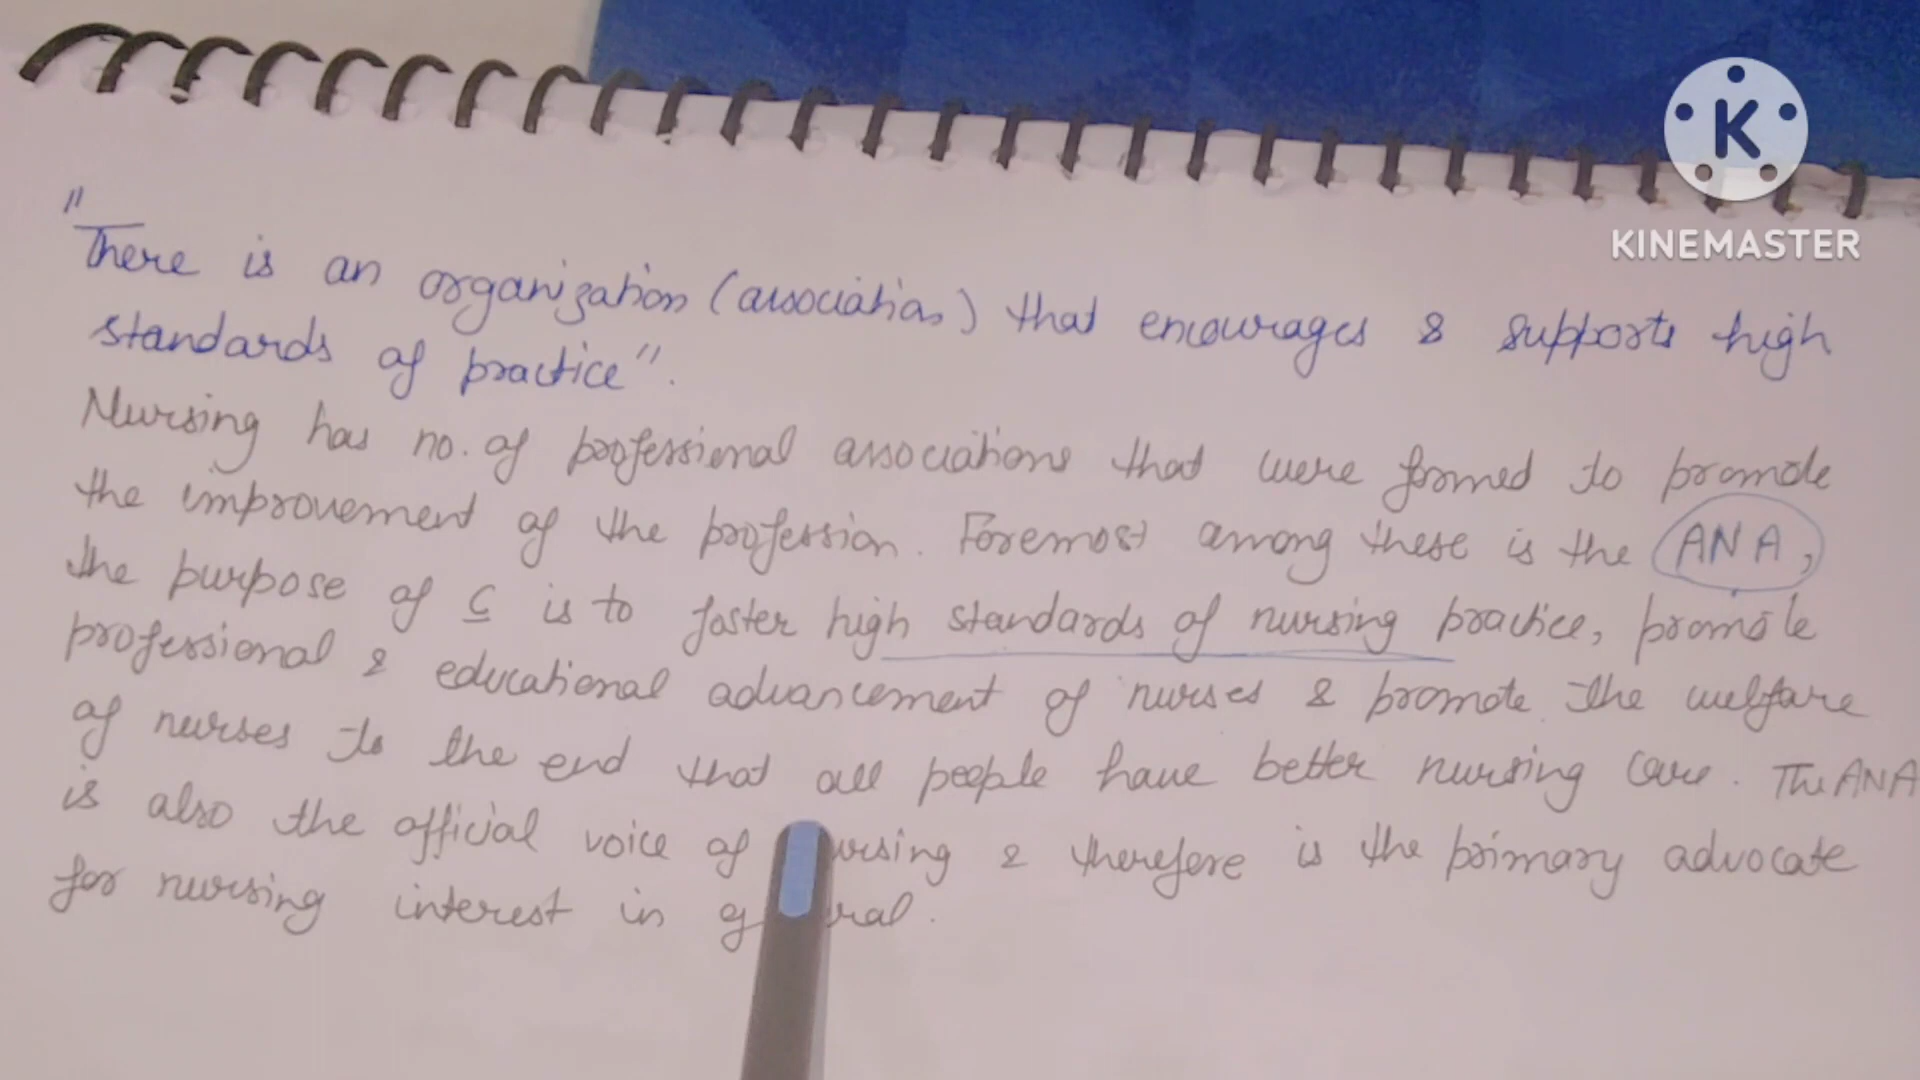 "There is an organization (association) that encourages & supports high
standards of practice".
Nursing has no. of professional associations that were formed to promote
the improvement of the profession. Foremost among these is the ANA,
the purpose of C is to foster high standards of nursing practice, promote
professional & educational advancement of nurses & promote the welfare
of nurses to the end that all people have better nursing care. The ANA
is also the official voice of ursing & therefore is the primary advocate
for nursing interest in
KINEMASTER